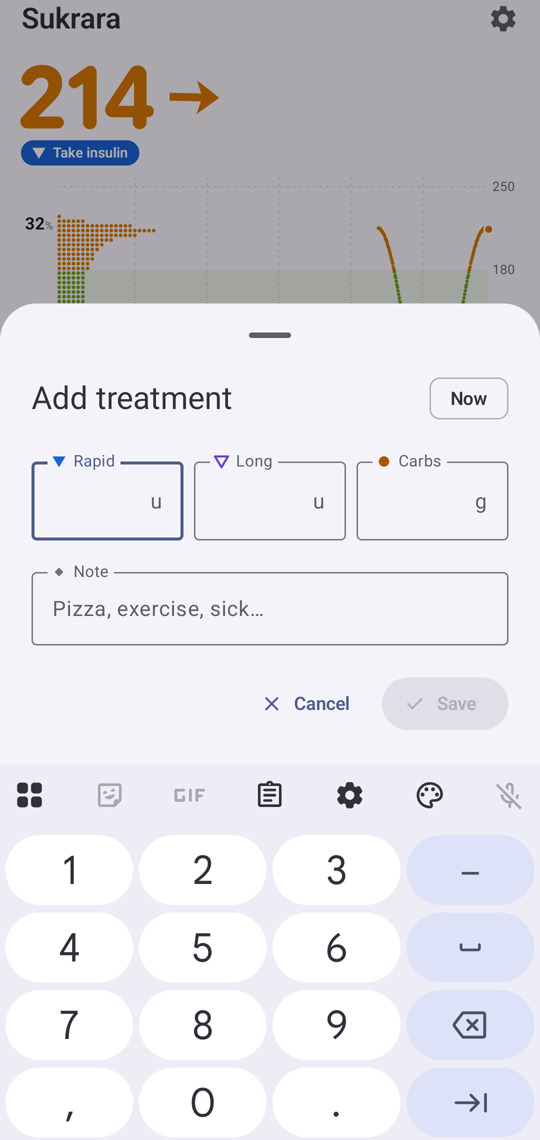 Sukrara
214
Take insulin
250
32%
180
Add treatment
Now
Rapid
Long
Carbs
u
u
g
Note
Pizza, exercise, sick…
Cancel
Save
GIF
1 2 3 –
4 5 6
7 8 9
, 0 .